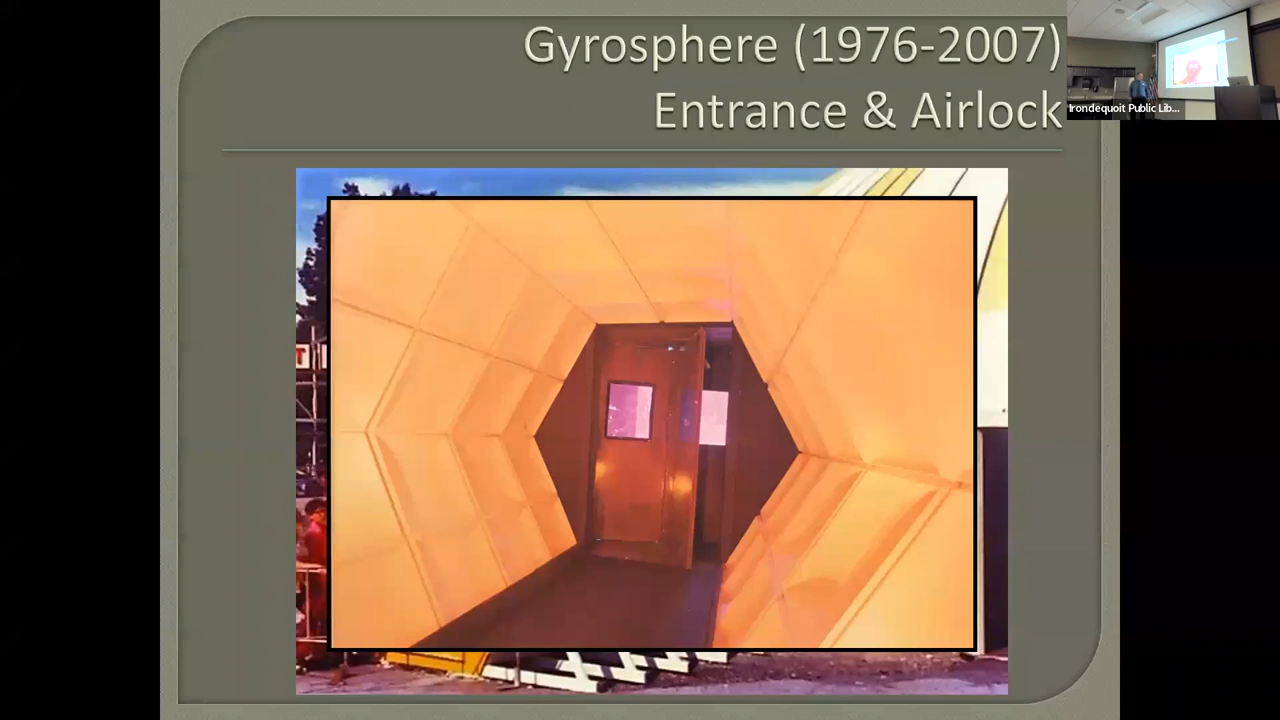 Gyrosphere (1976-2007)
Entrance & Airlock
Irondequoit Public Lib...
T